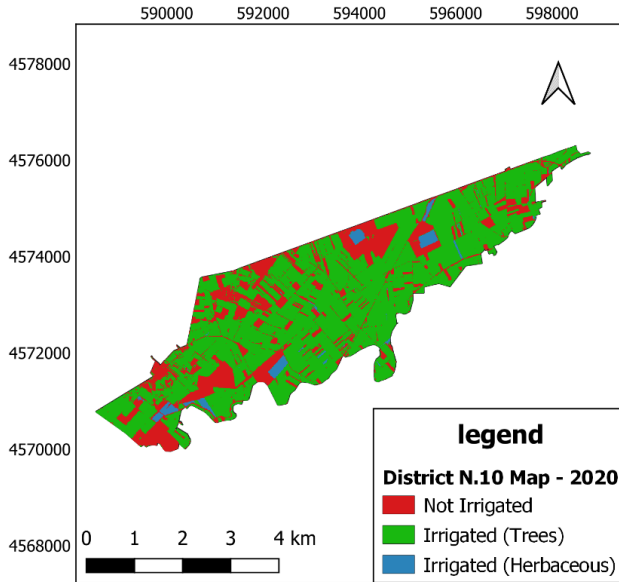 590000 592000 594000 596000 598000
4578000
4576000
4574000
4572000
4570000
4568000
legend
District N.10 Map - 2020
Not Irrigated
Irrigated (Trees)
Irrigated (Herbaceous)
0 1 2 3 4 km